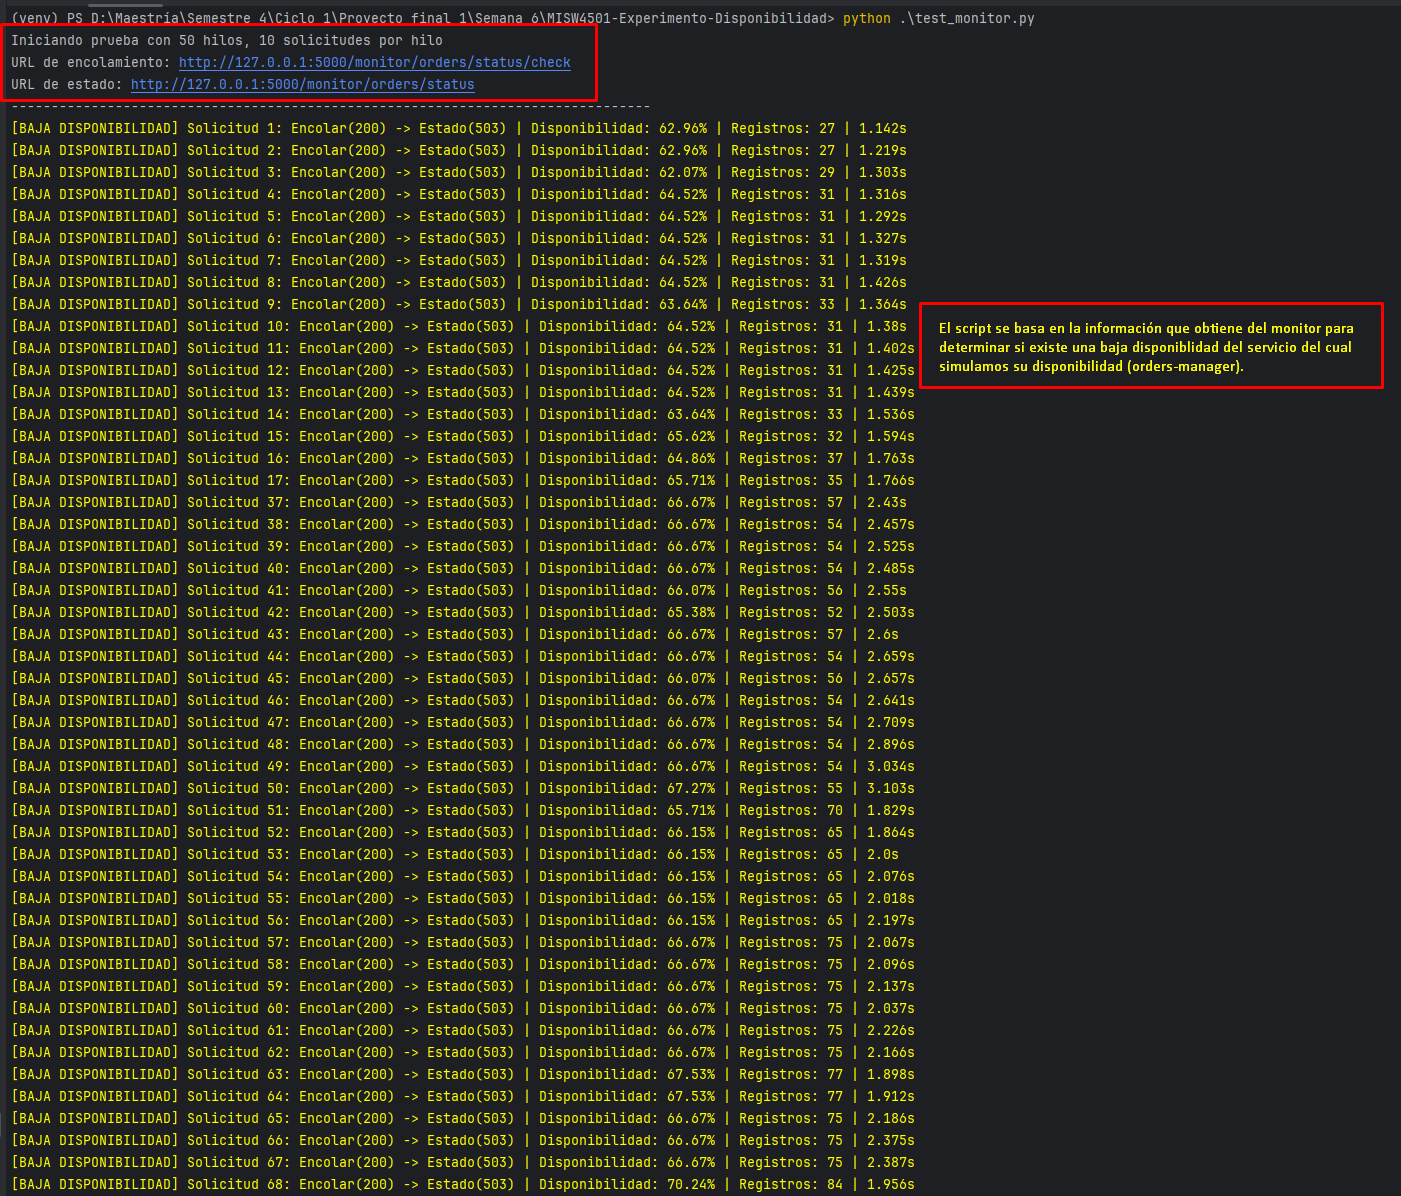 (venv) PS D:\Maestría\Semestre 4\Ciclo 1\Proyecto final 1\Semana 6\MISW4501-Experimento-Disponibilidad> python .\test_monitor.py
Iniciando prueba con 50 hilos, 10 solicitudes por hilo
URL de encolamiento: http://127.0.0.1:5000/monitor/orders/status/check
URL de estado: http://127.0.0.1:5000/monitor/orders/status
--------------------------------------------------------------------------------
[BAJA DISPONIBILIDAD] Solicitud 1: Encolar(200) -> Estado(503) | Disponibilidad: 62.96% | Registros: 27 | 1.142s
[BAJA DISPONIBILIDAD] Solicitud 2: Encolar(200) -> Estado(503) | Disponibilidad: 62.96% | Registros: 27 | 1.219s
[BAJA DISPONIBILIDAD] Solicitud 3: Encolar(200) -> Estado(503) | Disponibilidad: 62.07% | Registros: 29 | 1.303s
[BAJA DISPONIBILIDAD] Solicitud 4: Encolar(200) -> Estado(503) | Disponibilidad: 64.52% | Registros: 31 | 1.316s
[BAJA DISPONIBILIDAD] Solicitud 5: Encolar(200) -> Estado(503) | Disponibilidad: 64.52% | Registros: 31 | 1.292s
[BAJA DISPONIBILIDAD] Solicitud 6: Encolar(200) -> Estado(503) | Disponibilidad: 64.52% | Registros: 31 | 1.327s
[BAJA DISPONIBILIDAD] Solicitud 7: Encolar(200) -> Estado(503) | Disponibilidad: 64.52% | Registros: 31 | 1.319s
[BAJA DISPONIBILIDAD] Solicitud 8: Encolar(200) -> Estado(503) | Disponibilidad: 64.52% | Registros: 31 | 1.426s
[BAJA DISPONIBILIDAD] Solicitud 9: Encolar(200) -> Estado(503) | Disponibilidad: 63.64% | Registros: 33 | 1.364s
[BAJA DISPONIBILIDAD] Solicitud 10: Encolar(200) -> Estado(503) | Disponibilidad: 64.52% | Registros: 31 | 1.38s
[BAJA DISPONIBILIDAD] Solicitud 11: Encolar(200) -> Estado(503) | Disponibilidad: 64.52% | Registros: 31 | 1.402s
[BAJA DISPONIBILIDAD] Solicitud 12: Encolar(200) -> Estado(503) | Disponibilidad: 64.52% | Registros: 31 | 1.425s
[BAJA DISPONIBILIDAD] Solicitud 13: Encolar(200) -> Estado(503) | Disponibilidad: 64.52% | Registros: 31 | 1.439s
[BAJA DISPONIBILIDAD] Solicitud 14: Encolar(200) -> Estado(503) | Disponibilidad: 63.64% | Registros: 33 | 1.536s
[BAJA DISPONIBILIDAD] Solicitud 15: Encolar(200) -> Estado(503) | Disponibilidad: 65.62% | Registros: 32 | 1.594s
[BAJA DISPONIBILIDAD] Solicitud 16: Encolar(200) -> Estado(503) | Disponibilidad: 64.86% | Registros: 37 | 1.763s
[BAJA DISPONIBILIDAD] Solicitud 17: Encolar(200) -> Estado(503) | Disponibilidad: 65.71% | Registros: 35 | 1.766s
[BAJA DISPONIBILIDAD] Solicitud 37: Encolar(200) -> Estado(503) | Disponibilidad: 66.67% | Registros: 57 | 2.43s
[BAJA DISPONIBILIDAD] Solicitud 38: Encolar(200) -> Estado(503) | Disponibilidad: 66.67% | Registros: 54 | 2.457s
[BAJA DISPONIBILIDAD] Solicitud 39: Encolar(200) -> Estado(503) | Disponibilidad: 66.67% | Registros: 54 | 2.525s
[BAJA DISPONIBILIDAD] Solicitud 40: Encolar(200) -> Estado(503) | Disponibilidad: 66.67% | Registros: 54 | 2.485s
[BAJA DISPONIBILIDAD] Solicitud 41: Encolar(200) -> Estado(503) | Disponibilidad: 66.07% | Registros: 56 | 2.55s
[BAJA DISPONIBILIDAD] Solicitud 42: Encolar(200) -> Estado(503) | Disponibilidad: 65.38% | Registros: 52 | 2.503s
[BAJA DISPONIBILIDAD] Solicitud 43: Encolar(200) -> Estado(503) | Disponibilidad: 66.67% | Registros: 57 | 2.6s
[BAJA DISPONIBILIDAD] Solicitud 44: Encolar(200) -> Estado(503) | Disponibilidad: 66.67% | Registros: 54 | 2.659s
[BAJA DISPONIBILIDAD] Solicitud 45: Encolar(200) -> Estado(503) | Disponibilidad: 66.07% | Registros: 56 | 2.657s
[BAJA DISPONIBILIDAD] Solicitud 46: Encolar(200) -> Estado(503) | Disponibilidad: 66.67% | Registros: 54 | 2.641s
[BAJA DISPONIBILIDAD] Solicitud 47: Encolar(200) -> Estado(503) | Disponibilidad: 66.67% | Registros: 54 | 2.709s
[BAJA DISPONIBILIDAD] Solicitud 48: Encolar(200) -> Estado(503) | Disponibilidad: 66.67% | Registros: 54 | 2.896s
[BAJA DISPONIBILIDAD] Solicitud 49: Encolar(200) -> Estado(503) | Disponibilidad: 66.67% | Registros: 54 | 3.034s
[BAJA DISPONIBILIDAD] Solicitud 50: Encolar(200) -> Estado(503) | Disponibilidad: 67.27% | Registros: 55 | 3.103s
[BAJA DISPONIBILIDAD] Solicitud 51: Encolar(200) -> Estado(503) | Disponibilidad: 65.71% | Registros: 70 | 1.829s
[BAJA DISPONIBILIDAD] Solicitud 52: Encolar(200) -> Estado(503) | Disponibilidad: 66.15% | Registros: 65 | 1.864s
[BAJA DISPONIBILIDAD] Solicitud 53: Encolar(200) -> Estado(503) | Disponibilidad: 66.15% | Registros: 65 | 2.0s
[BAJA DISPONIBILIDAD] Solicitud 54: Encolar(200) -> Estado(503) | Disponibilidad: 66.15% | Registros: 65 | 2.076s
[BAJA DISPONIBILIDAD] Solicitud 55: Encolar(200) -> Estado(503) | Disponibilidad: 66.15% | Registros: 65 | 2.018s
[BAJA DISPONIBILIDAD] Solicitud 56: Encolar(200) -> Estado(503) | Disponibilidad: 66.15% | Registros: 65 | 2.197s
[BAJA DISPONIBILIDAD] Solicitud 57: Encolar(200) -> Estado(503) | Disponibilidad: 66.67% | Registros: 75 | 2.067s
[BAJA DISPONIBILIDAD] Solicitud 58: Encolar(200) -> Estado(503) | Disponibilidad: 66.67% | Registros: 75 | 2.096s
[BAJA DISPONIBILIDAD] Solicitud 59: Encolar(200) -> Estado(503) | Disponibilidad: 66.67% | Registros: 75 | 2.137s
[BAJA DISPONIBILIDAD] Solicitud 60: Encolar(200) -> Estado(503) | Disponibilidad: 66.67% | Registros: 75 | 2.037s
[BAJA DISPONIBILIDAD] Solicitud 61: Encolar(200) -> Estado(503) | Disponibilidad: 66.67% | Registros: 75 | 2.226s
[BAJA DISPONIBILIDAD] Solicitud 62: Encolar(200) -> Estado(503) | Disponibilidad: 66.67% | Registros: 75 | 2.166s
[BAJA DISPONIBILIDAD] Solicitud 63: Encolar(200) -> Estado(503) | Disponibilidad: 67.53% | Registros: 77 | 1.898s
[BAJA DISPONIBILIDAD] Solicitud 64: Encolar(200) -> Estado(503) | Disponibilidad: 67.53% | Registros: 77 | 1.912s
[BAJA DISPONIBILIDAD] Solicitud 65: Encolar(200) -> Estado(503) | Disponibilidad: 66.67% | Registros: 75 | 2.186s
[BAJA DISPONIBILIDAD] Solicitud 66: Encolar(200) -> Estado(503) | Disponibilidad: 66.67% | Registros: 75 | 2.375s
[BAJA DISPONIBILIDAD] Solicitud 67: Encolar(200) -> Estado(503) | Disponibilidad: 66.67% | Registros: 75 | 2.387s
[BAJA DISPONIBILIDAD] Solicitud 68: Encolar(200) -> Estado(503) | Disponibilidad: 70.24% | Registros: 84 | 1.956s
El script se basa en la información que obtiene del monitor para
determinar si existe una baja disponiblidad del servicio del cual
simulamos su disponibilidad (orders-manager).